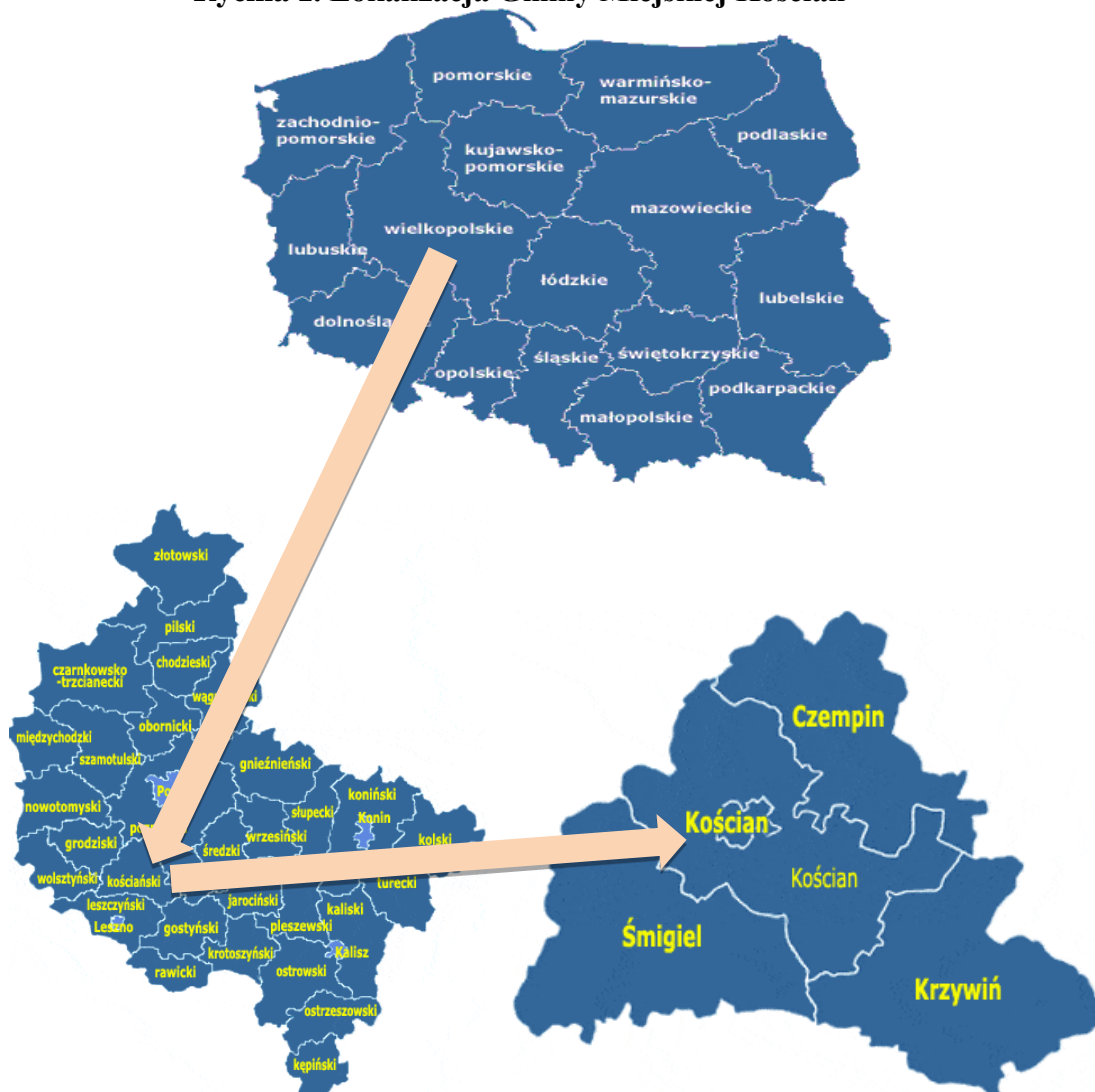 pomorskie
warmińsko-
mazurskie
zachodnio-
pomorskie
podlaskie
kujawsko-
pomorskie
mazowieckie
wielkopolskie
lubuskie
łódzkie
lubelskie
śląskie
świętokrzyskie
opolskie
podkarpackie
małopolskie
złotowski
pilski
chodzieski
czarnkowsko
-trzcianecki
obornicki
międzychodzki
szamotulski
gnieźnieński
koniński
nowotomyski
słupecki
Konin
wrzesiński
kolski
grodziski
średzki
wolsztyński
kościański
turecki
leszczyński
jarociński
kaliski
Leszno
gostyński
pleszewski
krotoszyński
Kalisz
rawicki
ostrowski
ostrzeszowski
kępiński
Czempin
Kościan
Kościan
Śmigiel
Krzywiń